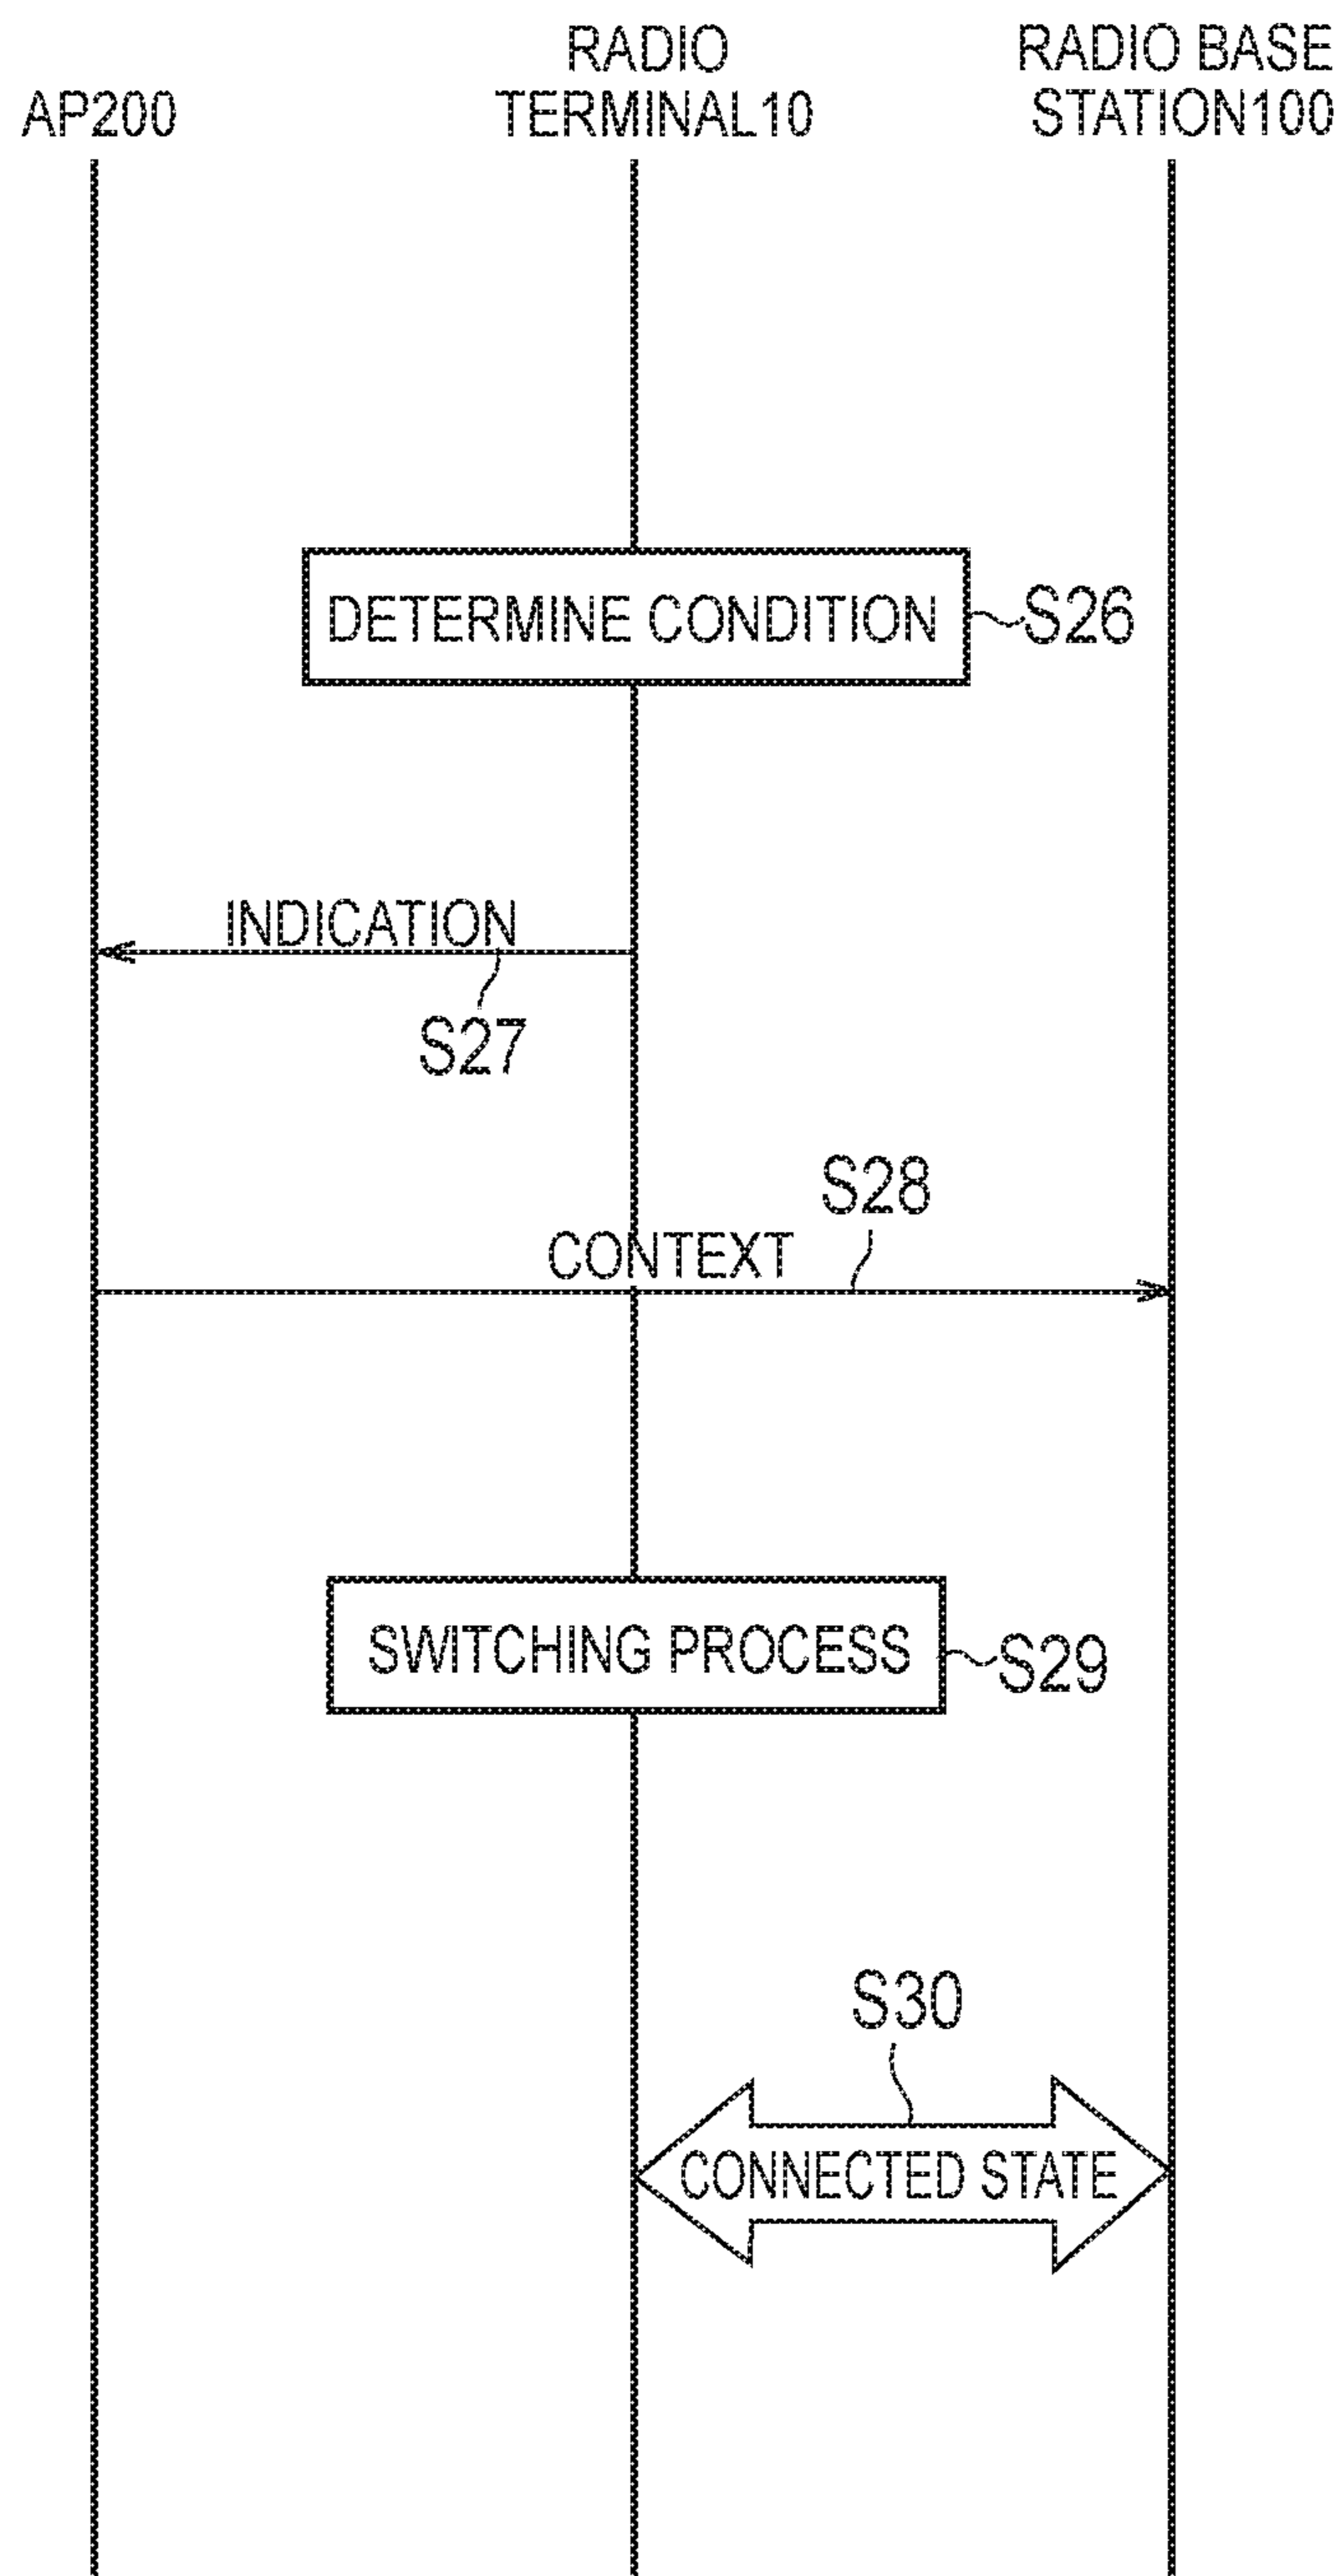 AP200
RADIO
TERMINAL10
RADIO BASE
STATION100
DETERMINE CONDITION
S26
INDICATION
S27
S28
CONTEXT
SWITCHING PROCESS
S29
S30
CONNECTED STATE